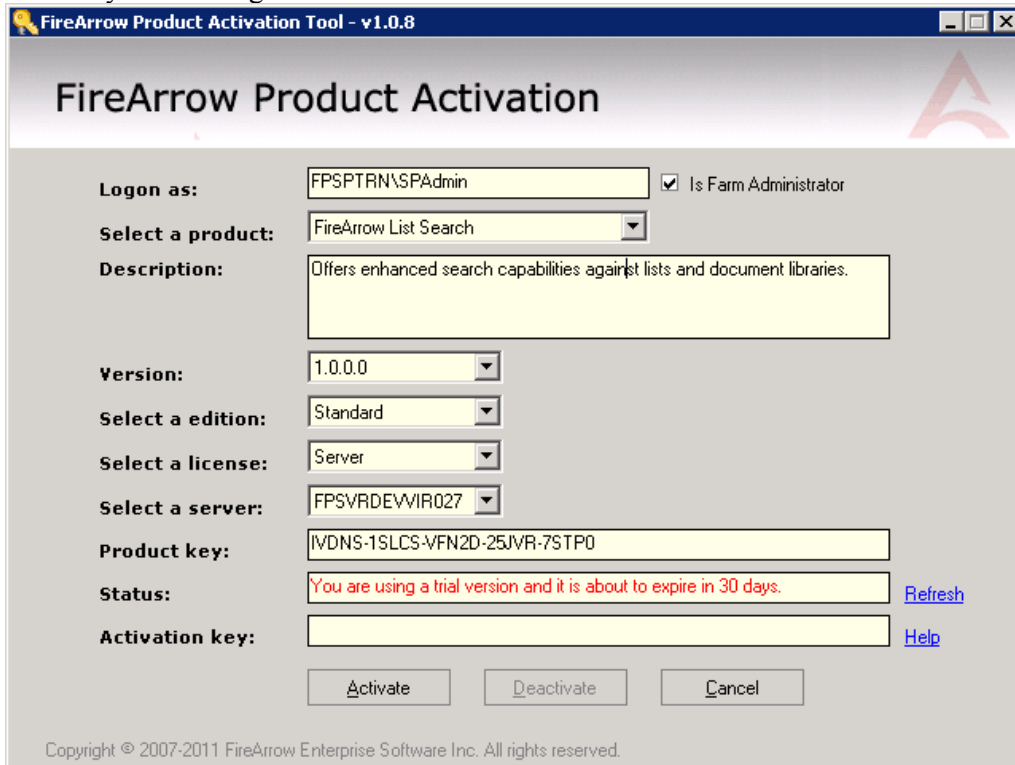 FireArrow Product Activation Tool - v1.0.8
FireArrow Product Activation
Logon as: FPSPTRN\SPAdmin Is Farm Administrator
Select a product: FireArrow List Search
Description: Offers enhanced search capabilities against lists and document libraries.
Version: 1.0.0.0
Select a edition: Standard
Select a license: Server
Select a server: FPSVRDEVVIR027
Product key: IVDNS-1SLCS-VFN2D-25JVR-7STP0
Status: You are using a trial version and it is about to expire in 30 days. Refresh
Activation key: Help
Activate Deactivate Cancel
Copyright © 2007-2011 FireArrow Enterprise Software Inc. All rights reserved.